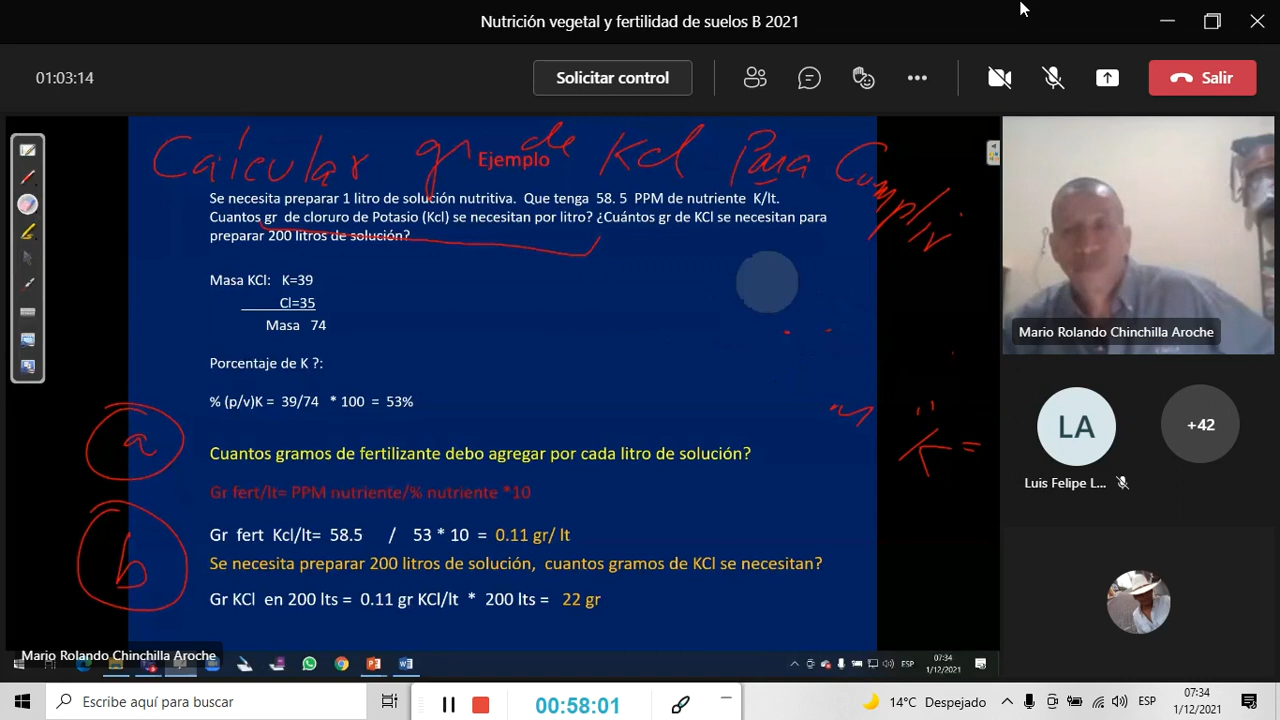 Nutrición vegetal y fertilidad de suelos B 2021
01:03:14
Solicitar control
Salir
Calcular gr de Kcl Para Cumplir
Ejemplo
Se necesita preparar 1 litro de solución nutritiva. Que tenga 58. 5 PPM de nutriente K/lt.
Cuantos gr de cloruro de Potasio (Kcl) se necesitan por litro? ¿Cuántos gr de KCl se necesitan para
preparar 200 litros de solución?
Masa KCl: K=39
Cl=35
Masa 74
Porcentaje de K ?:
% (p/v)K = 39/74 * 100 = 53%
K =
a
Cuantos gramos de fertilizante debo agregar por cada litro de solución?
Gr fert/lt= PPM nutriente/% nutriente *10
b
Gr fert Kcl/lt= 58.5 / 53 * 10 = 0.11 gr/ lt
Se necesita preparar 200 litros de solución, cuantos gramos de KCl se necesitan?
Gr KCl en 200 lts = 0.11 gr KCl/lt * 200 lts = 22 gr
Mario Rolando Chinchilla Aroche
LA
+42
Luis Felipe L...
Mario Rolando Chinchilla Aroche
ESP
07:34
1/12/2021
Escribe aquí para buscar
00:58:01
14°C Despejado
ESP
07:34
1/12/2021